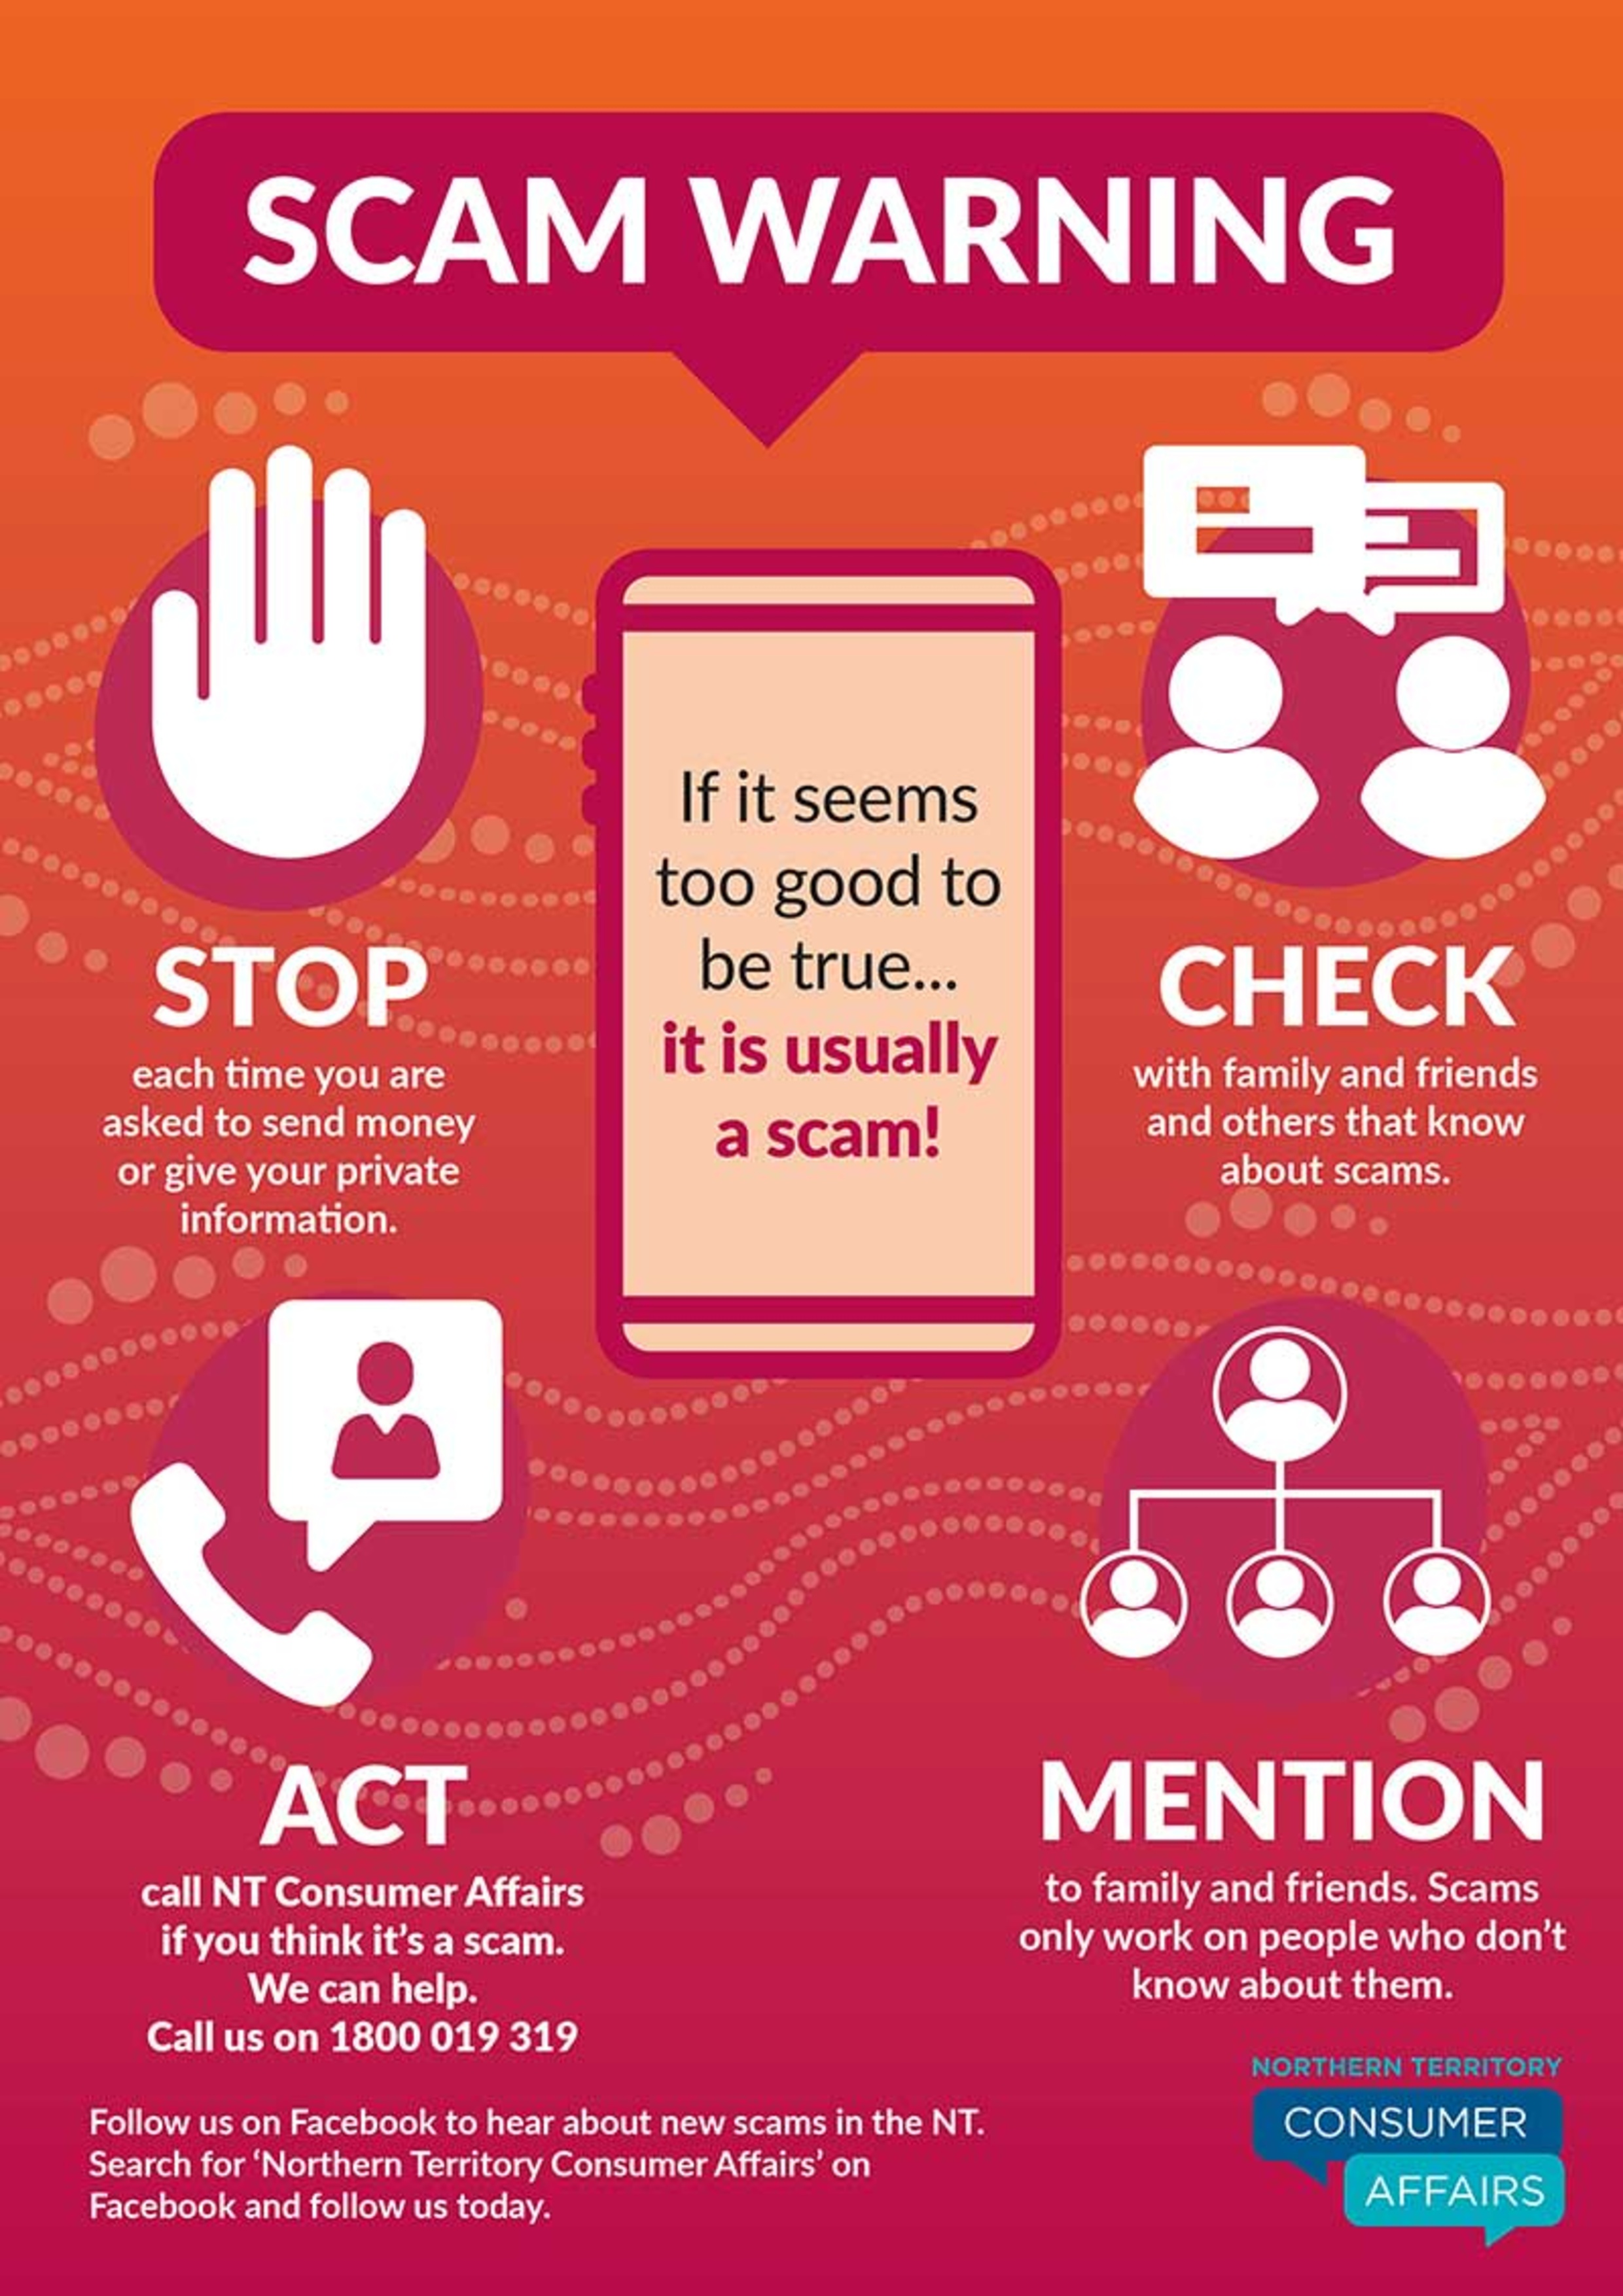 SCAM WARNING
STOP
each time you are
asked to send money
or give your private
information.
If it seems
too good to
be true...
it is usually
a scam!
CHECK
with family and friends
and others that know
about scams.
ACT
call NT Consumer Affairs
if you think it's a scam.
We can help.
Call us on 1800 019 319
MENTION
to family and friends. Scams
only work on people who don't
know about them.
Follow us on Facebook to hear about new scams in the NT.
Search for ‘Northern Territory Consumer Affairs’ on
Facebook and follow us today.
NORTHERN TERRITORY
CONSUMER
AFFAIRS